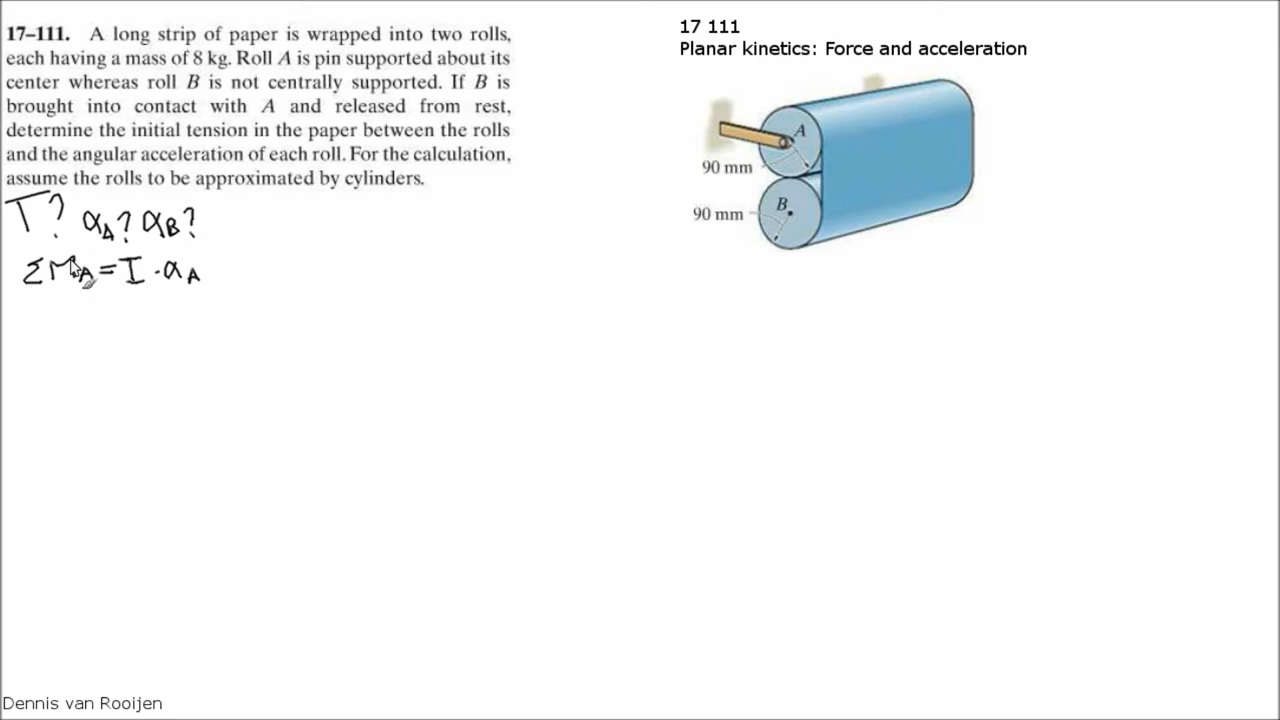 17–111. A long strip of paper is wrapped into two rolls,
each having a mass of 8 kg. Roll A is pin supported about its
center whereas roll B is not centrally supported. If B is
brought into contact with A and released from rest,
determine the initial tension in the paper between the rolls
and the angular acceleration of each roll. For the calculation,
assume the rolls to be approximated by cylinders.
T? αA? αB?
ΣMA=I·αA
17 111
Planar kinetics: Force and acceleration
A
90 mm
B
90 mm
Dennis van Rooijen